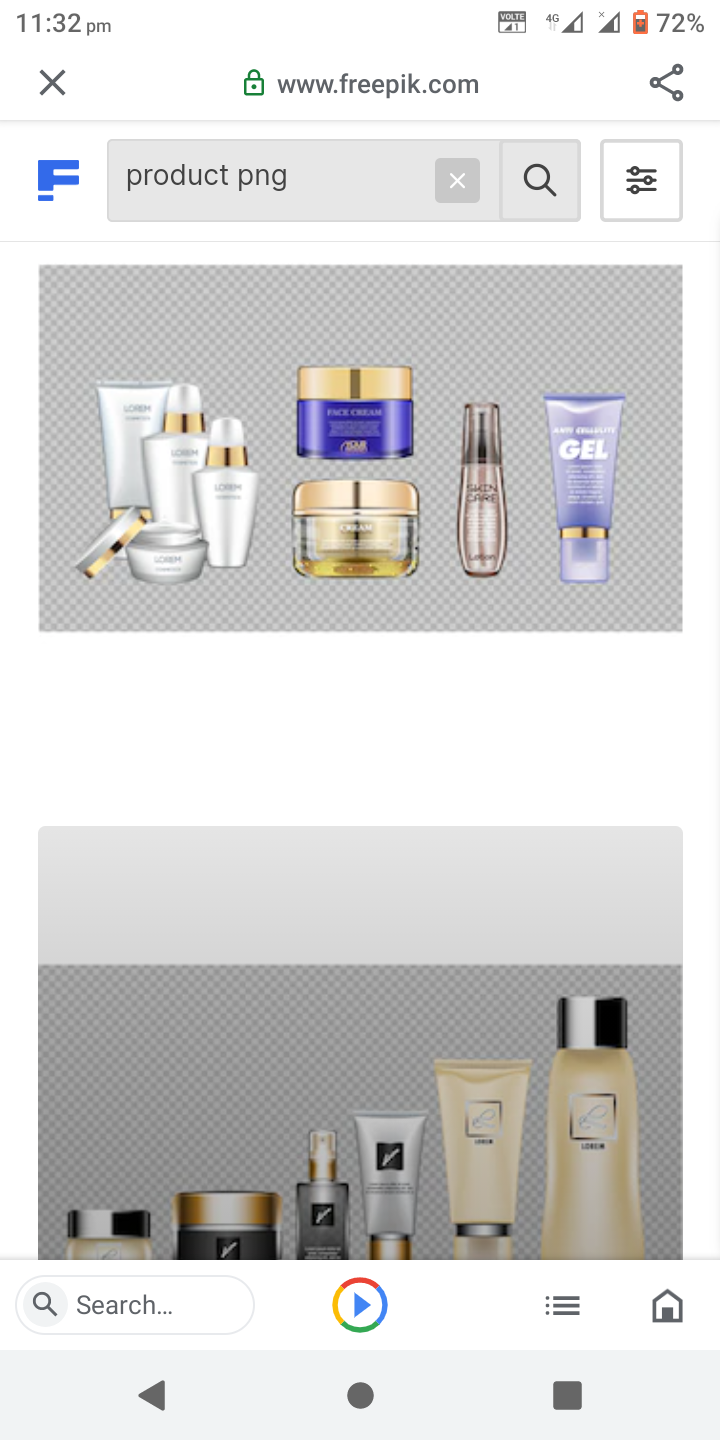 11:32 pm
VOLTE
1
4G
72%
www.freepik.com
product png
LOREM
LOREM
LOREM
LOREM
FACE CREAM
CREAM
SKIN
CARE
Lotion
ANTI CELLULITE
GEL
LOREM
LOREM
Search...